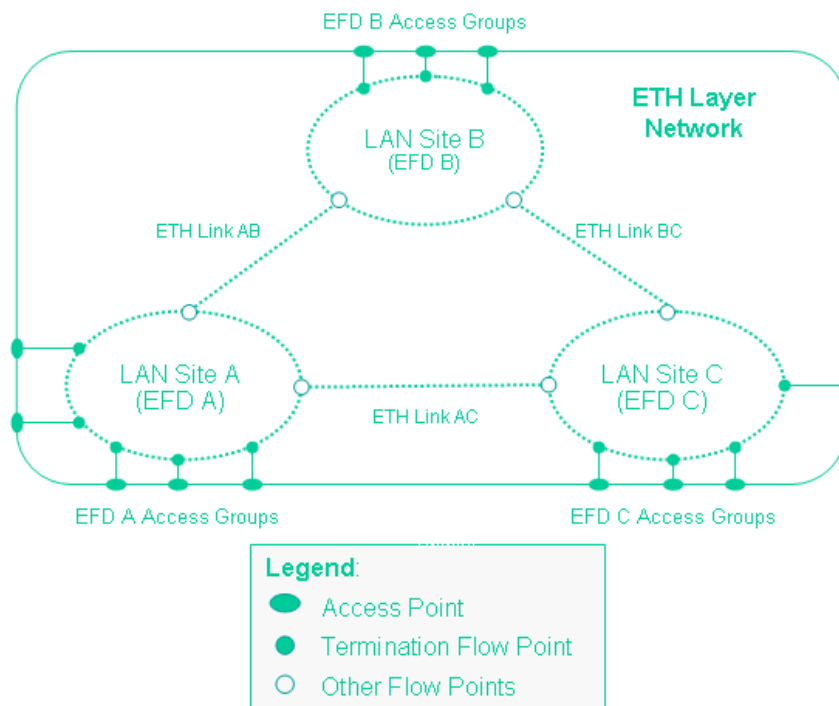 EFD B Access Groups
ETH Layer
Network
LAN Site B
(EFD B)
ETH Link AB
ETH Link BC
LAN Site A
(EFD A)
LAN Site C
(EFD C)
ETH Link AC
EFD A Access Groups
EFD C Access Groups
Legend:
Access Point
Termination Flow Point
Other Flow Points